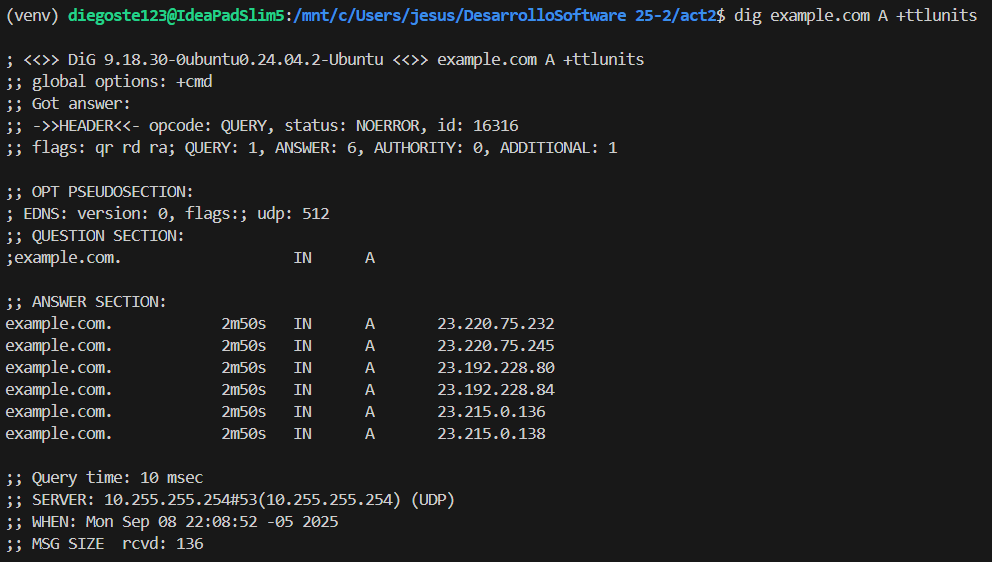 (venv) diegoste123@IdeaPadSlim5:/mnt/c/Users/jesus/DesarrolloSoftware 25-2/act2$ dig example.com A +ttlunits
; <<>> DiG 9.18.30-0ubuntu0.24.04.2-Ubuntu <<>> example.com A +ttlunits
;; global options: +cmd
;; Got answer:
;; ->>HEADER<<- opcode: QUERY, status: NOERROR, id: 16316
;; flags: qr rd ra; QUERY: 1, ANSWER: 6, AUTHORITY: 0, ADDITIONAL: 1
;; OPT PSEUDOSECTION:
; EDNS: version: 0, flags:; udp: 512
;; QUESTION SECTION:
;example.com. IN A
;; ANSWER SECTION:
example.com. 2m50s IN A 23.220.75.232
example.com. 2m50s IN A 23.220.75.245
example.com. 2m50s IN A 23.192.228.80
example.com. 2m50s IN A 23.192.228.84
example.com. 2m50s IN A 23.215.0.136
example.com. 2m50s IN A 23.215.0.138
;; Query time: 10 msec
;; SERVER: 10.255.255.254#53(10.255.255.254) (UDP)
;; WHEN: Mon Sep 08 22:08:52 -05 2025
;; MSG SIZE  rcvd: 136